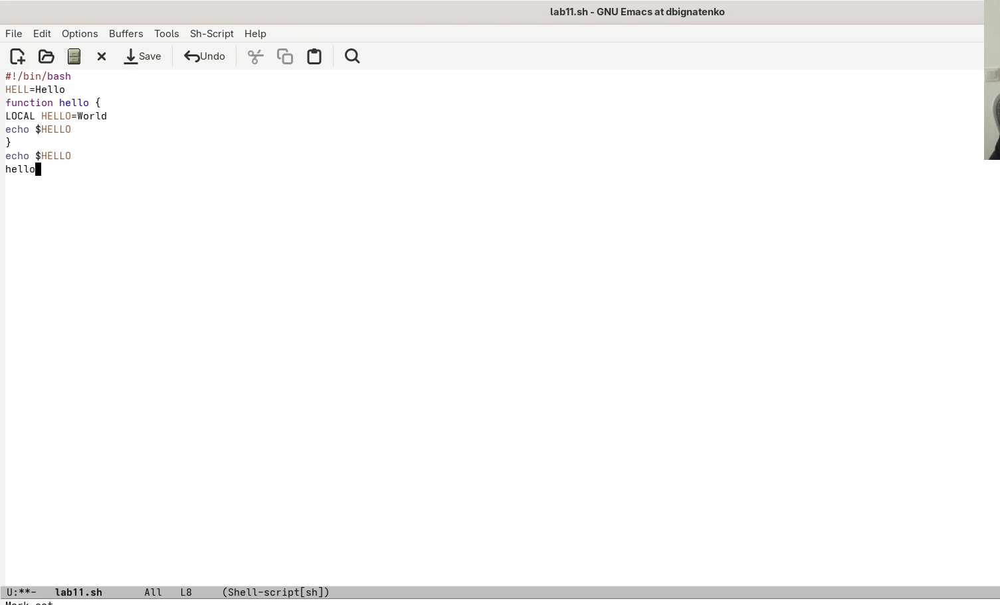 lab11.sh - GNU Emacs at dbignatenko
File Edit Options Buffers Tools Sh-Script Help
Save Undo
#!/bin/bash
HELL=Hello
function hello {
LOCAL HELLO=World
echo $HELLO
}
echo $HELLO
hello
U:**- lab11.sh All L8 (Shell-script[sh])
Mark set